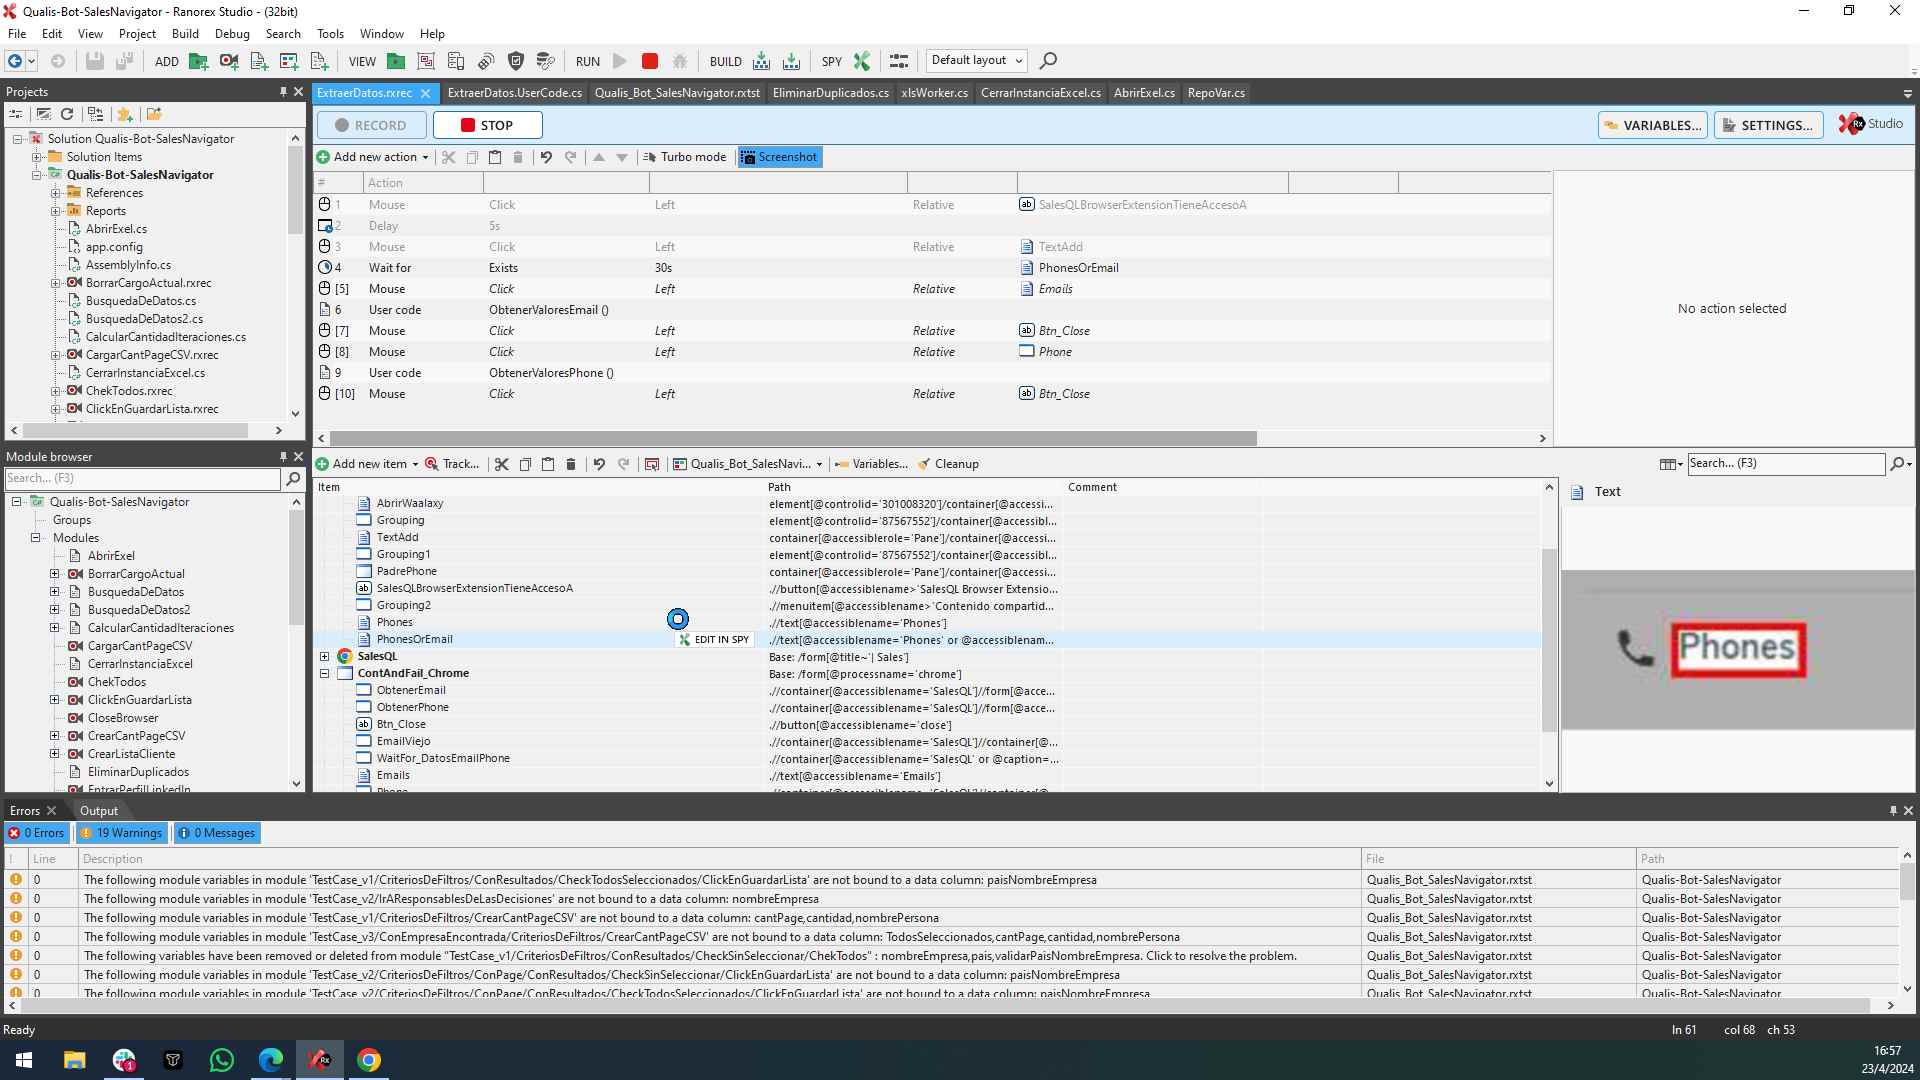 Qualis-Bot-SalesNavigator - Ranorex Studio - (32bit)
File Edit View Project Build Debug Search Tools Window Help
ADD VIEW RUN BUILD SPY Default layout
Projects
ExtraerDatos.rxrec ExtraerDatos.UserCode.cs Qualis_Bot_SalesNavigator.rxtst EliminarDuplicados.cs xlsWorker.cs CerrarInstanciaExcel.cs AbrirExel.cs RepoVar.cs
RECORD STOP VARIABLES... SETTINGS... Rx Studio
Solution Qualis-Bot-SalesNavigator
Solution Items
Qualis-Bot-SalesNavigator
References
Reports
AbrirExel.cs
app.config
AssemblyInfo.cs
BorrarCargoActual.rxrec
BusquedaDeDatos.cs
BusquedaDeDatos2.cs
CalcularCantidadIteraciones.cs
CargarCantPageCSV.rxrec
CerrarInstanciaExcel.cs
ChekTodos.rxrec
ClickEnGuardarLista.rxrec
Add new action Turbo mode Screenshot
# Action
1 Mouse Click Left Relative SalesQLBrowserExtensionTieneAccesoA
2 Delay 5s
3 Mouse Click Left Relative TextAdd
4 Wait for Exists 30s PhonesOrEmail
[5] Mouse Click Left Relative Emails
6 User code ObtenerValoresEmail ()
[7] Mouse Click Left Relative Btn_Close
[8] Mouse Click Left Relative Phone
9 User code ObtenerValoresPhone ()
[10] Mouse Click Left Relative Btn_Close
No action selected
Module browser
Search... (F3)
Qualis-Bot-SalesNavigator
Groups
Modules
AbrirExel
BorrarCargoActual
BusquedaDeDatos
BusquedaDeDatos2
CalcularCantidadIteraciones
CargarCantPageCSV
CerrarInstanciaExcel
ChekTodos
ClickEnGuardarLista
CloseBrowser
CrearCantPageCSV
CrearListaCliente
EliminarDuplicados
EntrarPerfilLinkedIn
Add new item Track... Qualis_Bot_SalesNavi... Variables... Cleanup Search... (F3)
Item Path Comment
AbrirWaalaxy element[@controlid='301008320']/container[@accessi...
Grouping element[@controlid='87567552']/container[@accessibl...
TextAdd container[@accessiblerole='Pane']/container[@accessi...
Grouping1 element[@controlid='87567552']/container[@accessibl...
PadrePhone container[@accessiblerole='Pane']/container[@accessi...
SalesQLBrowserExtensionTieneAccesoA .//button[@accessiblename>'SalesQL Browser Extensio...
Grouping2 .//menuitem[@accessiblename>'Contenido compartid...
Phones .//text[@accessiblename='Phones']
PhonesOrEmail EDIT IN SPY .//text[@accessiblename='Phones' or @accessiblenam...
SalesQL Base: /form[@title~'| Sales']
ContAndFail_Chrome Base: /form[@processname='chrome']
ObtenerEmail .//container[@accessiblename='SalesQL']//form[@acce...
ObtenerPhone .//container[@accessiblename='SalesQL']//form[@acce...
Btn_Close .//button[@accessiblename='close']
EmailViejo .//container[@accessiblename='SalesQL']//container[@...
WaitFor_DatosEmailPhone .//container[@accessiblename='SalesQL' or @caption=...
Emails .//text[@accessiblename='Emails']
Phone .//container[@accessiblename='SalesQL']//container[@...
Text
Phones
Errors Output
0 Errors 19 Warnings 0 Messages
! Line Description File Path
0 The following module variables in module 'TestCase_v1/CriteriosDeFiltros/ConResultados/CheckTodosSeleccionados/ClickEnGuardarLista' are not bound to a data column: paisNombreEmpresa Qualis_Bot_SalesNavigator.rxtst Qualis-Bot-SalesNavigator
0 The following module variables in module 'TestCase_v2/IrAResponsablesDeLasDecisiones' are not bound to a data column: nombreEmpresa Qualis_Bot_SalesNavigator.rxtst Qualis-Bot-SalesNavigator
0 The following module variables in module 'TestCase_v1/CriteriosDeFiltros/CrearCantPageCSV' are not bound to a data column: cantPage,cantidad,nombrePersona Qualis_Bot_SalesNavigator.rxtst Qualis-Bot-SalesNavigator
0 The following module variables in module 'TestCase_v3/ConEmpresaEncontrada/CriteriosDeFiltros/CrearCantPageCSV' are not bound to a data column: TodosSeleccionados,cantPage,cantidad,nombrePersona Qualis_Bot_SalesNavigator.rxtst Qualis-Bot-SalesNavigator
0 The following variables have been removed or deleted from module "TestCase_v1/CriteriosDeFiltros/ConResultados/CheckSinSeleccionar/ChekTodos" : nombreEmpresa,pais,validarPaisNombreEmpresa. Click to resolve the problem. Qualis_Bot_SalesNavigator.rxtst Qualis-Bot-SalesNavigator
0 The following module variables in module 'TestCase_v2/CriteriosDeFiltros/ConPage/ConResultados/CheckSinSeleccionar/ClickEnGuardarLista' are not bound to a data column: paisNombreEmpresa Qualis_Bot_SalesNavigator.rxtst Qualis-Bot-SalesNavigator
0 The following module variables in module 'TestCase_v2/CriteriosDeFiltros/ConPage/ConResultados/CheckTodosSeleccionados/ClickEnGuardarLista' are not bound to a data column: paisNombreEmpresa Qualis_Bot_SalesNavigator.rxtst Qualis-Bot-SalesNavigator
Ready ln 61 col 68 ch 53
1 Rx
16:57
23/4/2024